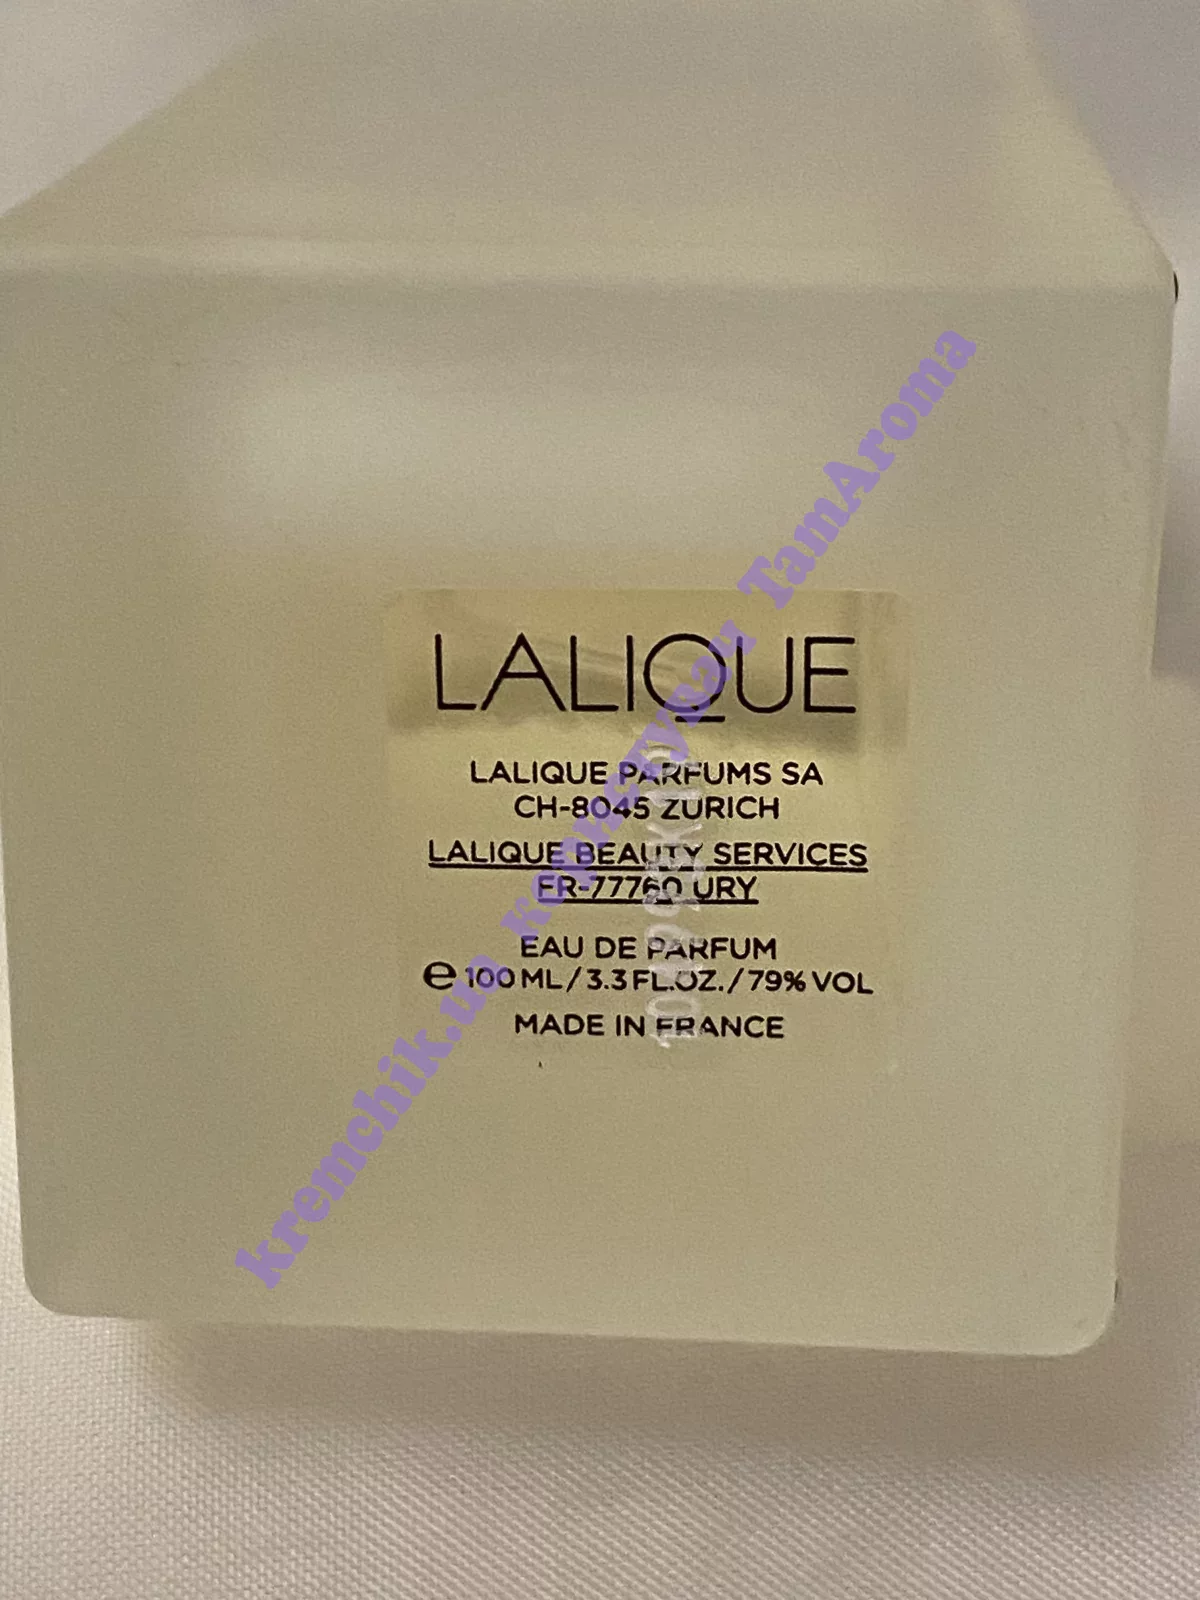 LALIQUE
LALIQUE PARFUMS SA
CH-8045 ZURICH
LALIQUE BEAUTY SERVICES
FR-77760 URY
EAU DE PARFUM
e 100 ML / 3.3 FL.OZ. / 79% VOL
MADE IN FRANCE
kremchik.ua користувач TamAroma